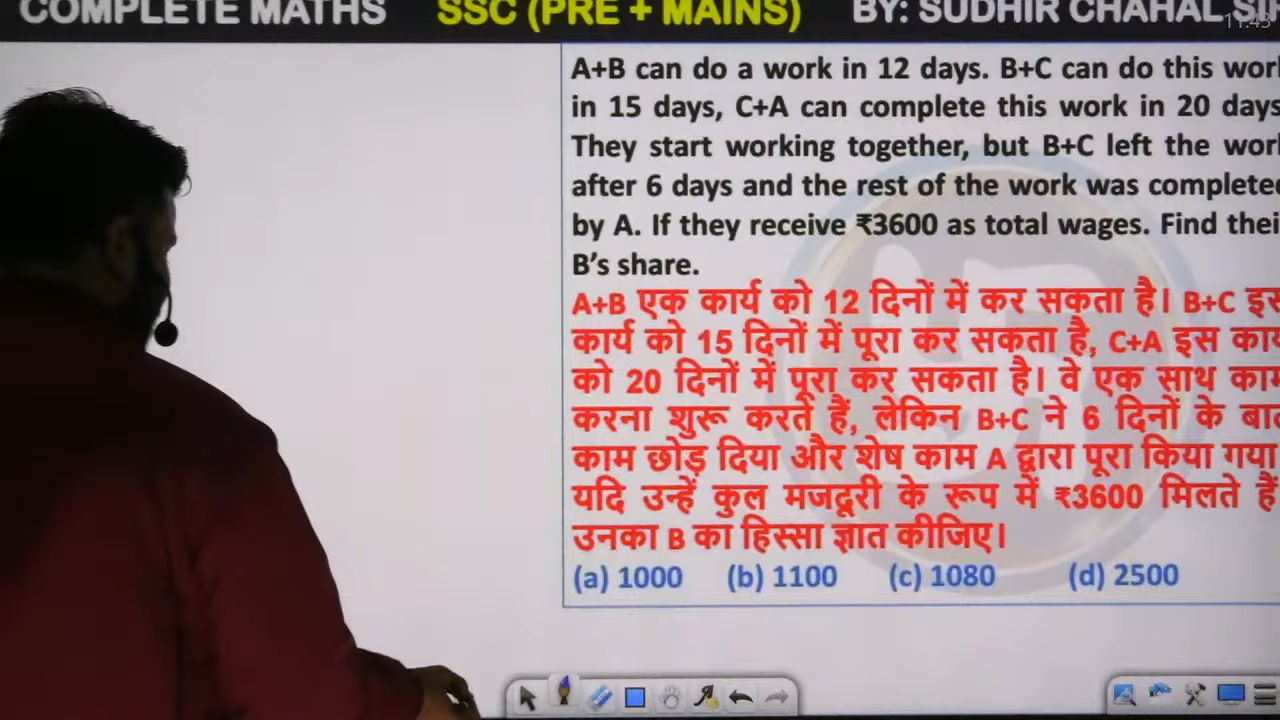 COMPLETE MATHS SSC (PRE + MAINS) BY: SUDHIR CHAHAL SIR
11:43
A+B can do a work in 12 days. B+C can do this work
in 15 days, C+A can complete this work in 20 days
They start working together, but B+C left the work
after 6 days and the rest of the work was completed
by A. If they receive ₹3600 as total wages. Find their
B's share.
A+B एक कार्य को 12 दिनों में कर सकता है। B+C इस
कार्य को 15 दिनों में पूरा कर सकता है, C+A इस कार्य
को 20 दिनों में पूरा कर सकता है। वे एक साथ काम
करना शुरू करते हैं, लेकिन B+C ने 6 दिनों के बाद
काम छोड़ दिया और शेष काम A द्वारा पूरा किया गया
यदि उन्हें कुल मजदूरी के रूप में ₹3600 मिलते हैं
उनका B का हिस्सा ज्ञात कीजिए।
(a) 1000 (b) 1100 (c) 1080 (d) 2500